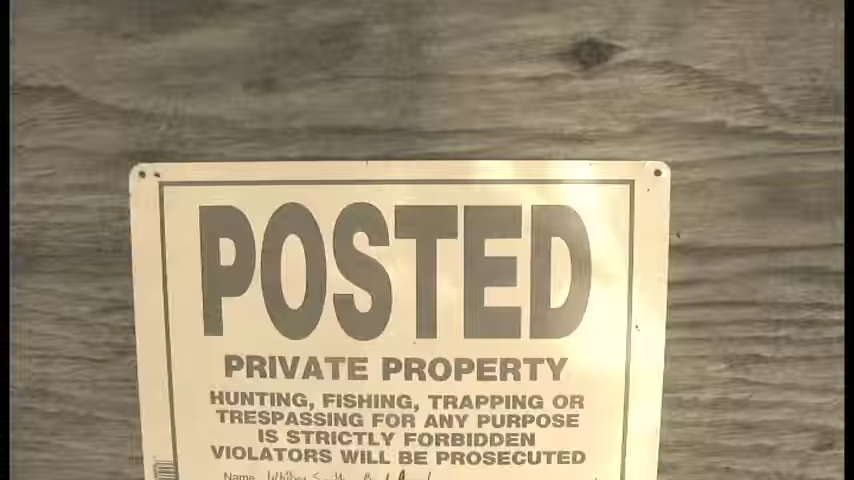 POSTED
PRIVATE PROPERTY
HUNTING, FISHING, TRAPPING OR
TRESPASSING FOR ANY PURPOSE
IS STRICTLY FORBIDDEN
VIOLATORS WILL BE PROSECUTED
Name